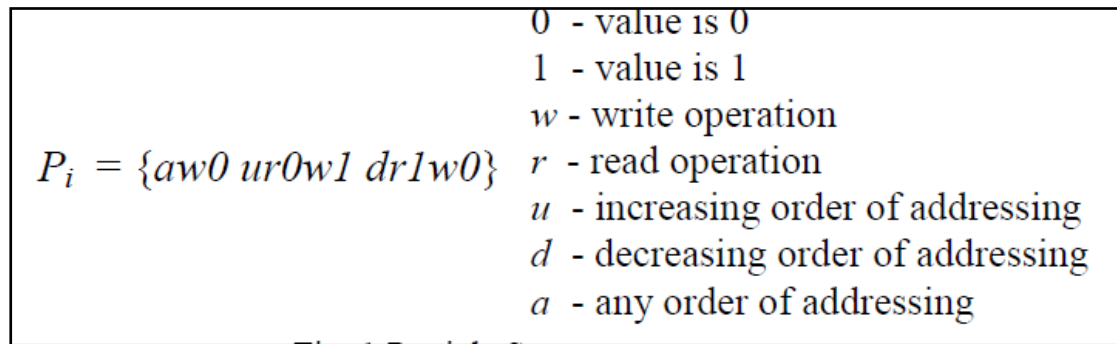 0 - value is 0
1 - value is 1
w - write operation
P_i = {aw0 ur0w1 dr1w0} r - read operation
u - increasing order of addressing
d - decreasing order of addressing
a - any order of addressing